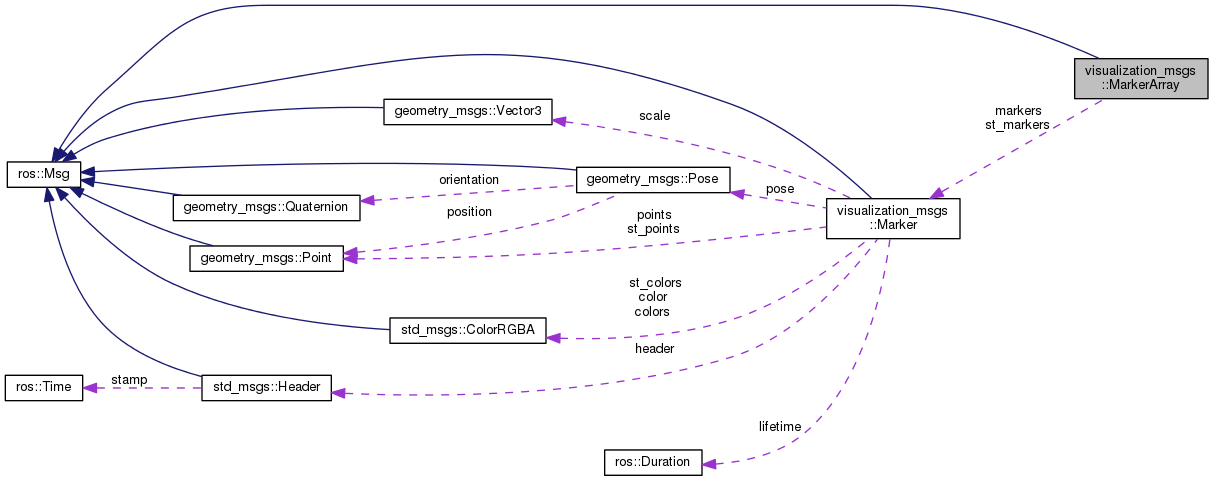 visualization_msgs
::MarkerArray
markers
st_markers
geometry_msgs::Vector3
scale
ros::Msg
geometry_msgs::Pose
orientation
pose
geometry_msgs::Quaternion
visualization_msgs
::Marker
position
points
st_points
geometry_msgs::Point
st_colors
color
colors
std_msgs::ColorRGBA
header
ros::Time
stamp
std_msgs::Header
lifetime
ros::Duration